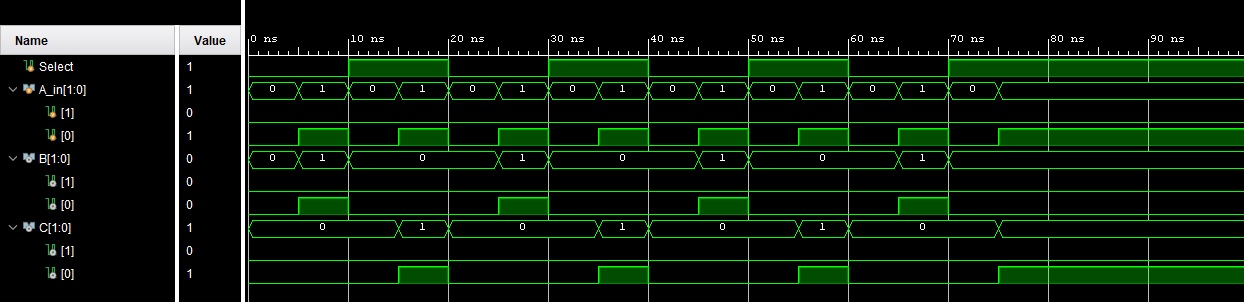 Name Value 0 ns 10 ns 20 ns 30 ns 40 ns 50 ns 60 ns 70 ns 80 ns 90 ns
Select 1
A_in[1:0] 1 0 1 0 1 0 1 0 1 0 1 0 1 0 1 0
[1] 0
[0] 1
B[1:0] 0 0 1 0 1 0 1 0 1
[1] 0
[0] 0
C[1:0] 1 0 1 0 1 0 1 0
[1] 0
[0] 1